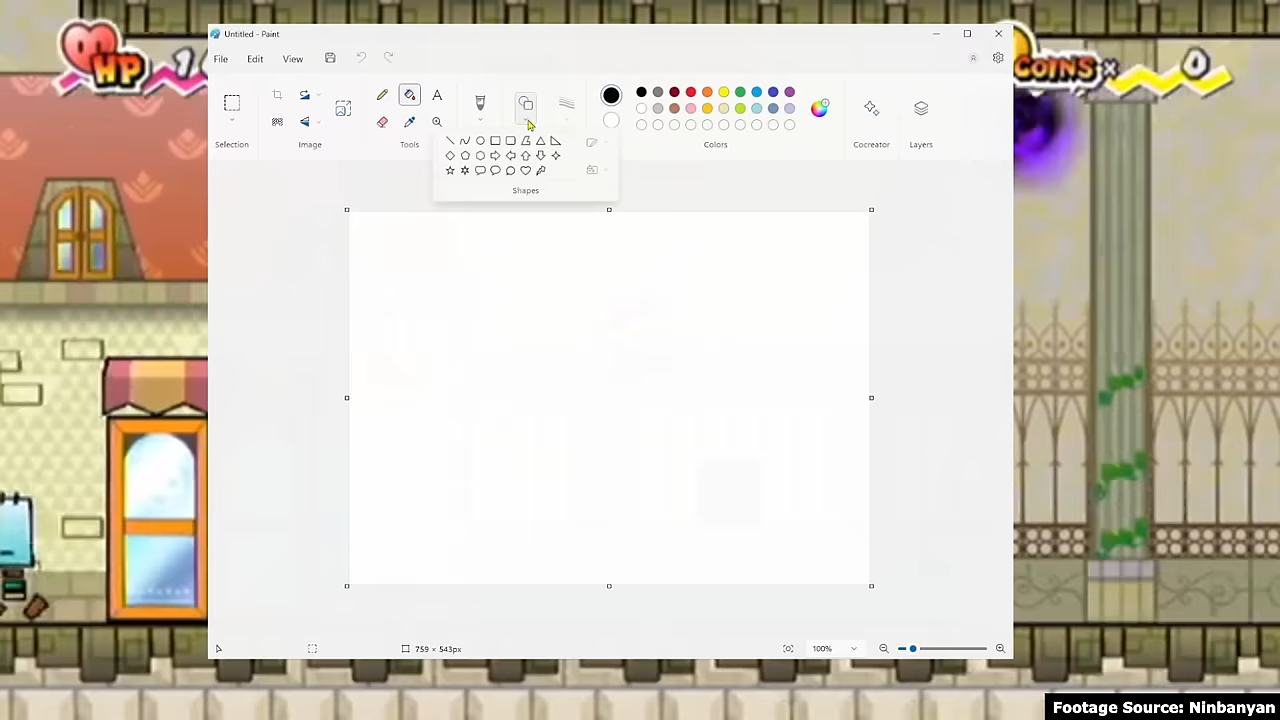 Untitled - Paint
HP
COINS × 0
File Edit View
A
Selection Image Tools Colors Cocreator Layers
Shapes
759 × 543px
100%
Footage Source: Ninbanyan